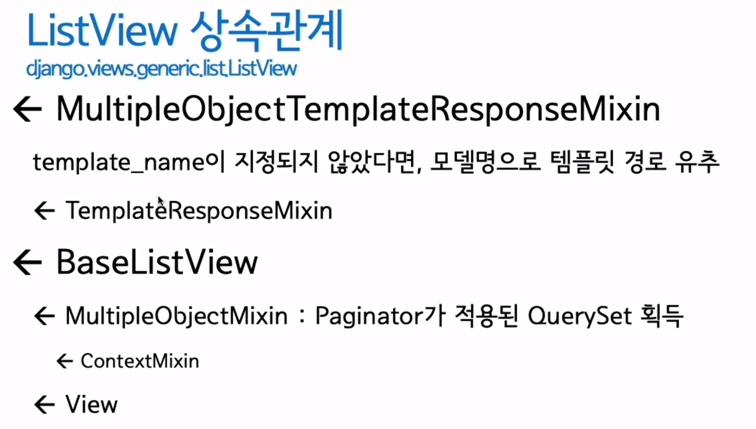 ListView 상속관계
django.views.generic.list.ListView
← MultipleObjectTemplateResponseMixin
template_name이 지정되지 않았다면, 모델명으로 템플릿 경로 유추
← TemplateResponseMixin
← BaseListView
← MultipleObjectMixin : Paginator가 적용된 QuerySet 획득
← ContextMixin
← View